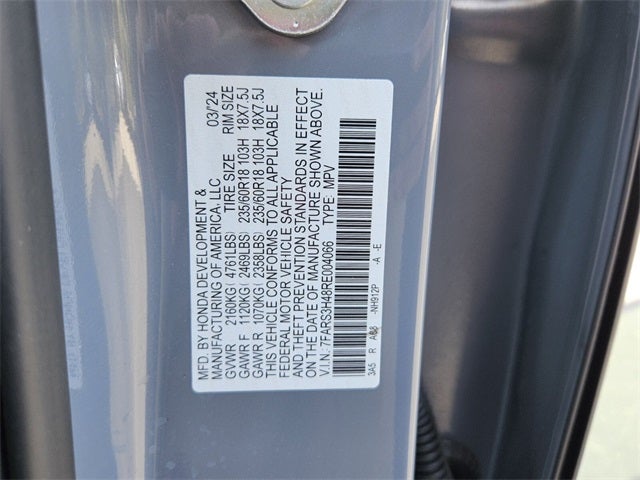 MFD. BY HONDA DEVELOPMENT &
MANUFACTURING OF AMERICA, LLC 03/'24
GVWR 2160KG( 4761LBS) TIRE SIZE RIM SIZE
GAWR F 1120KG( 2469LBS) 235/60R18 103H 18X7.5J
GAWR R 1070KG( 2358LBS) 235/60R18 103H 18X7.5J
THIS VEHICLE CONFORMS TO ALL APPLICABLE
FEDERAL MOTOR VEHICLE SAFETY
AND THEFT PREVENTION STANDARDS IN EFFECT
ON THE DATE OF MANUFACTURE SHOWN ABOVE.
V.I.N: 7FARS3H48RE004066 TYPE: MPV
3A5 R -NH912P -A -E